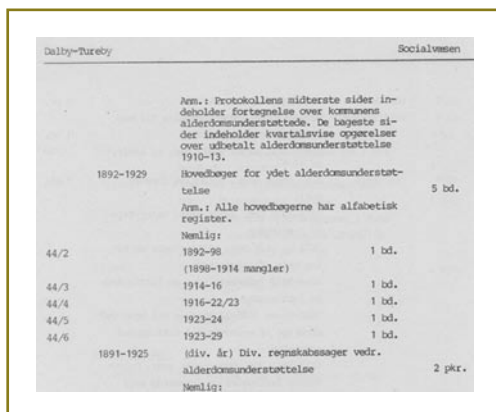 Dalby-Tureby Socialvæsen
Anm.: Protokollens midterste sider in-
deholder fortegnelse over kommunens
alderdomsunderstøttede. De bageste si-
der indeholder kvartalsvise opgørelser
over udbetalt alderdomsunderstøttelse
1910-13.
1892-1929 Hovedbøger for ydet alderdomsunderstøt-
telse 5 bd.
Anm.: Alle hovedbøgerne har alfabetisk
register.
Nemlig:
44/2 1892-98 1 bd.
(1898-1914 mangler)
44/3 1914-16 1 bd.
44/4 1916-22/23 1 bd.
44/5 1923-24 1 bd.
44/6 1923-29 1 bd.
1891-1925 (div. år) Div. regnskabssager vedr.
alderdomsunderstøttelse 2 pkr.
Nemlig: